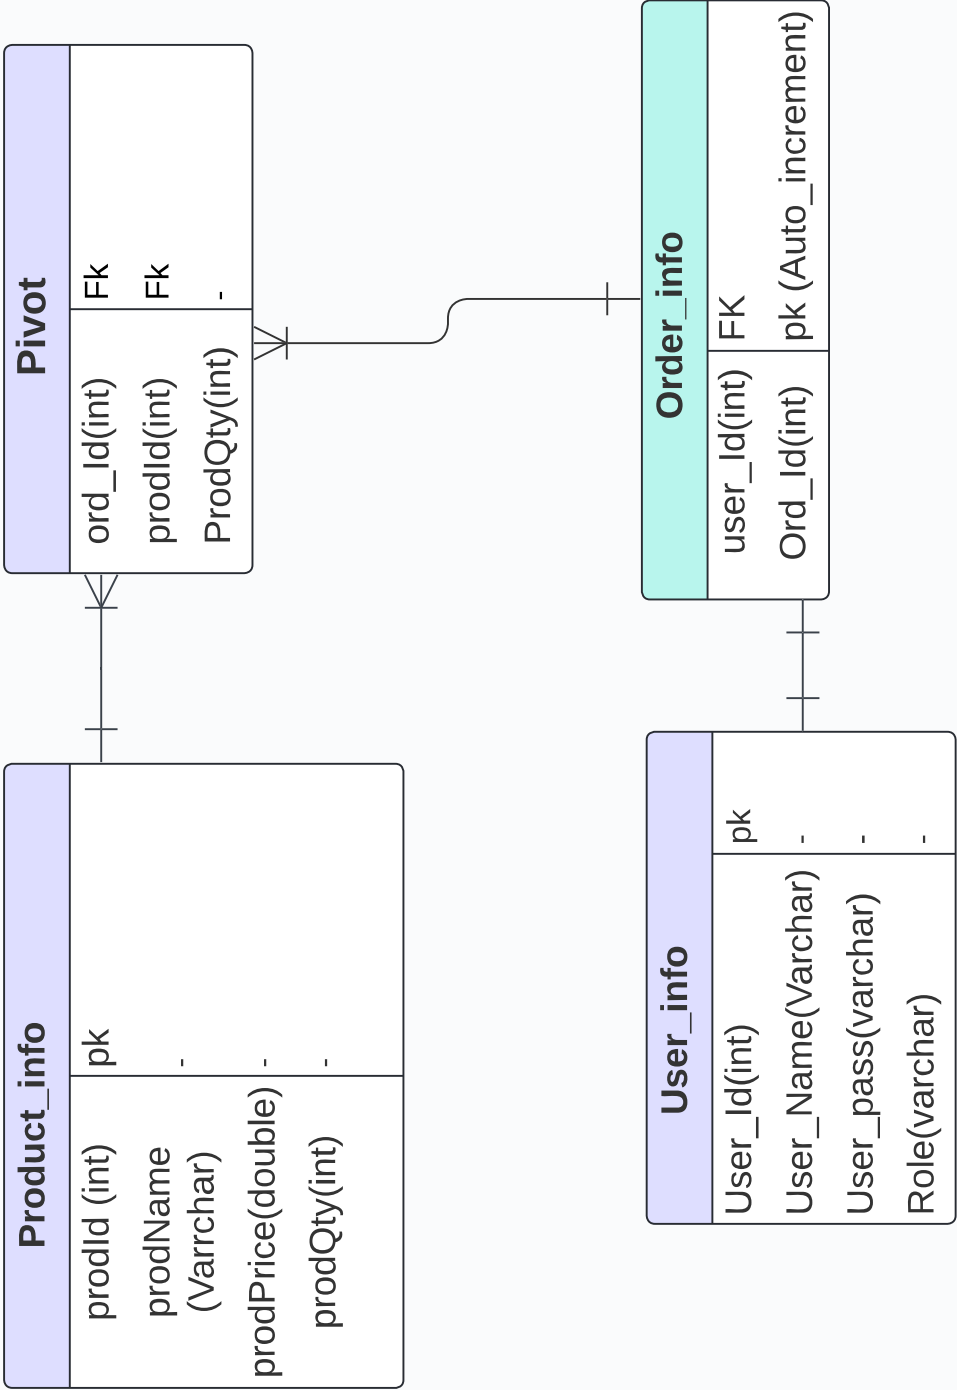 Product_info
prodId (int) pk
prodName -
(Varrchar)
prodPrice(double) -
prodQty(int) -
Pivot
ord_Id(int) Fk
prodId(int) Fk
ProdQty(int) -
User_info
User_Id(int) pk
User_Name(Varchar) -
User_pass(varchar) -
Role(varchar) -
Order_info
user_Id(int) FK
Ord_Id(int) pk (Auto_increment)